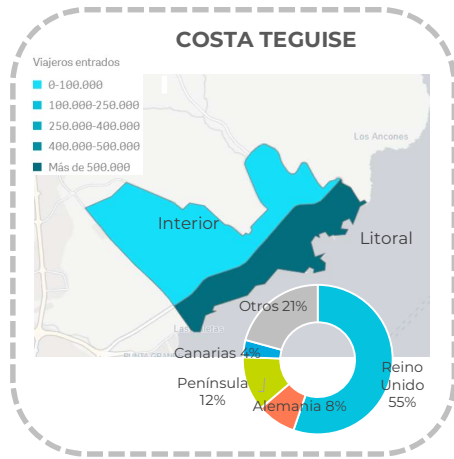 COSTA TEGUISE
Viajeros entrados
0-100.000
100.000-250.000
250.000-400.000
400.000-500.000
Más de 500.000
Los Ancones
Interior
Litoral
Otros 21%
Canarias 4%
Península
12%
Alemania 8%
Reino
Unido
55%